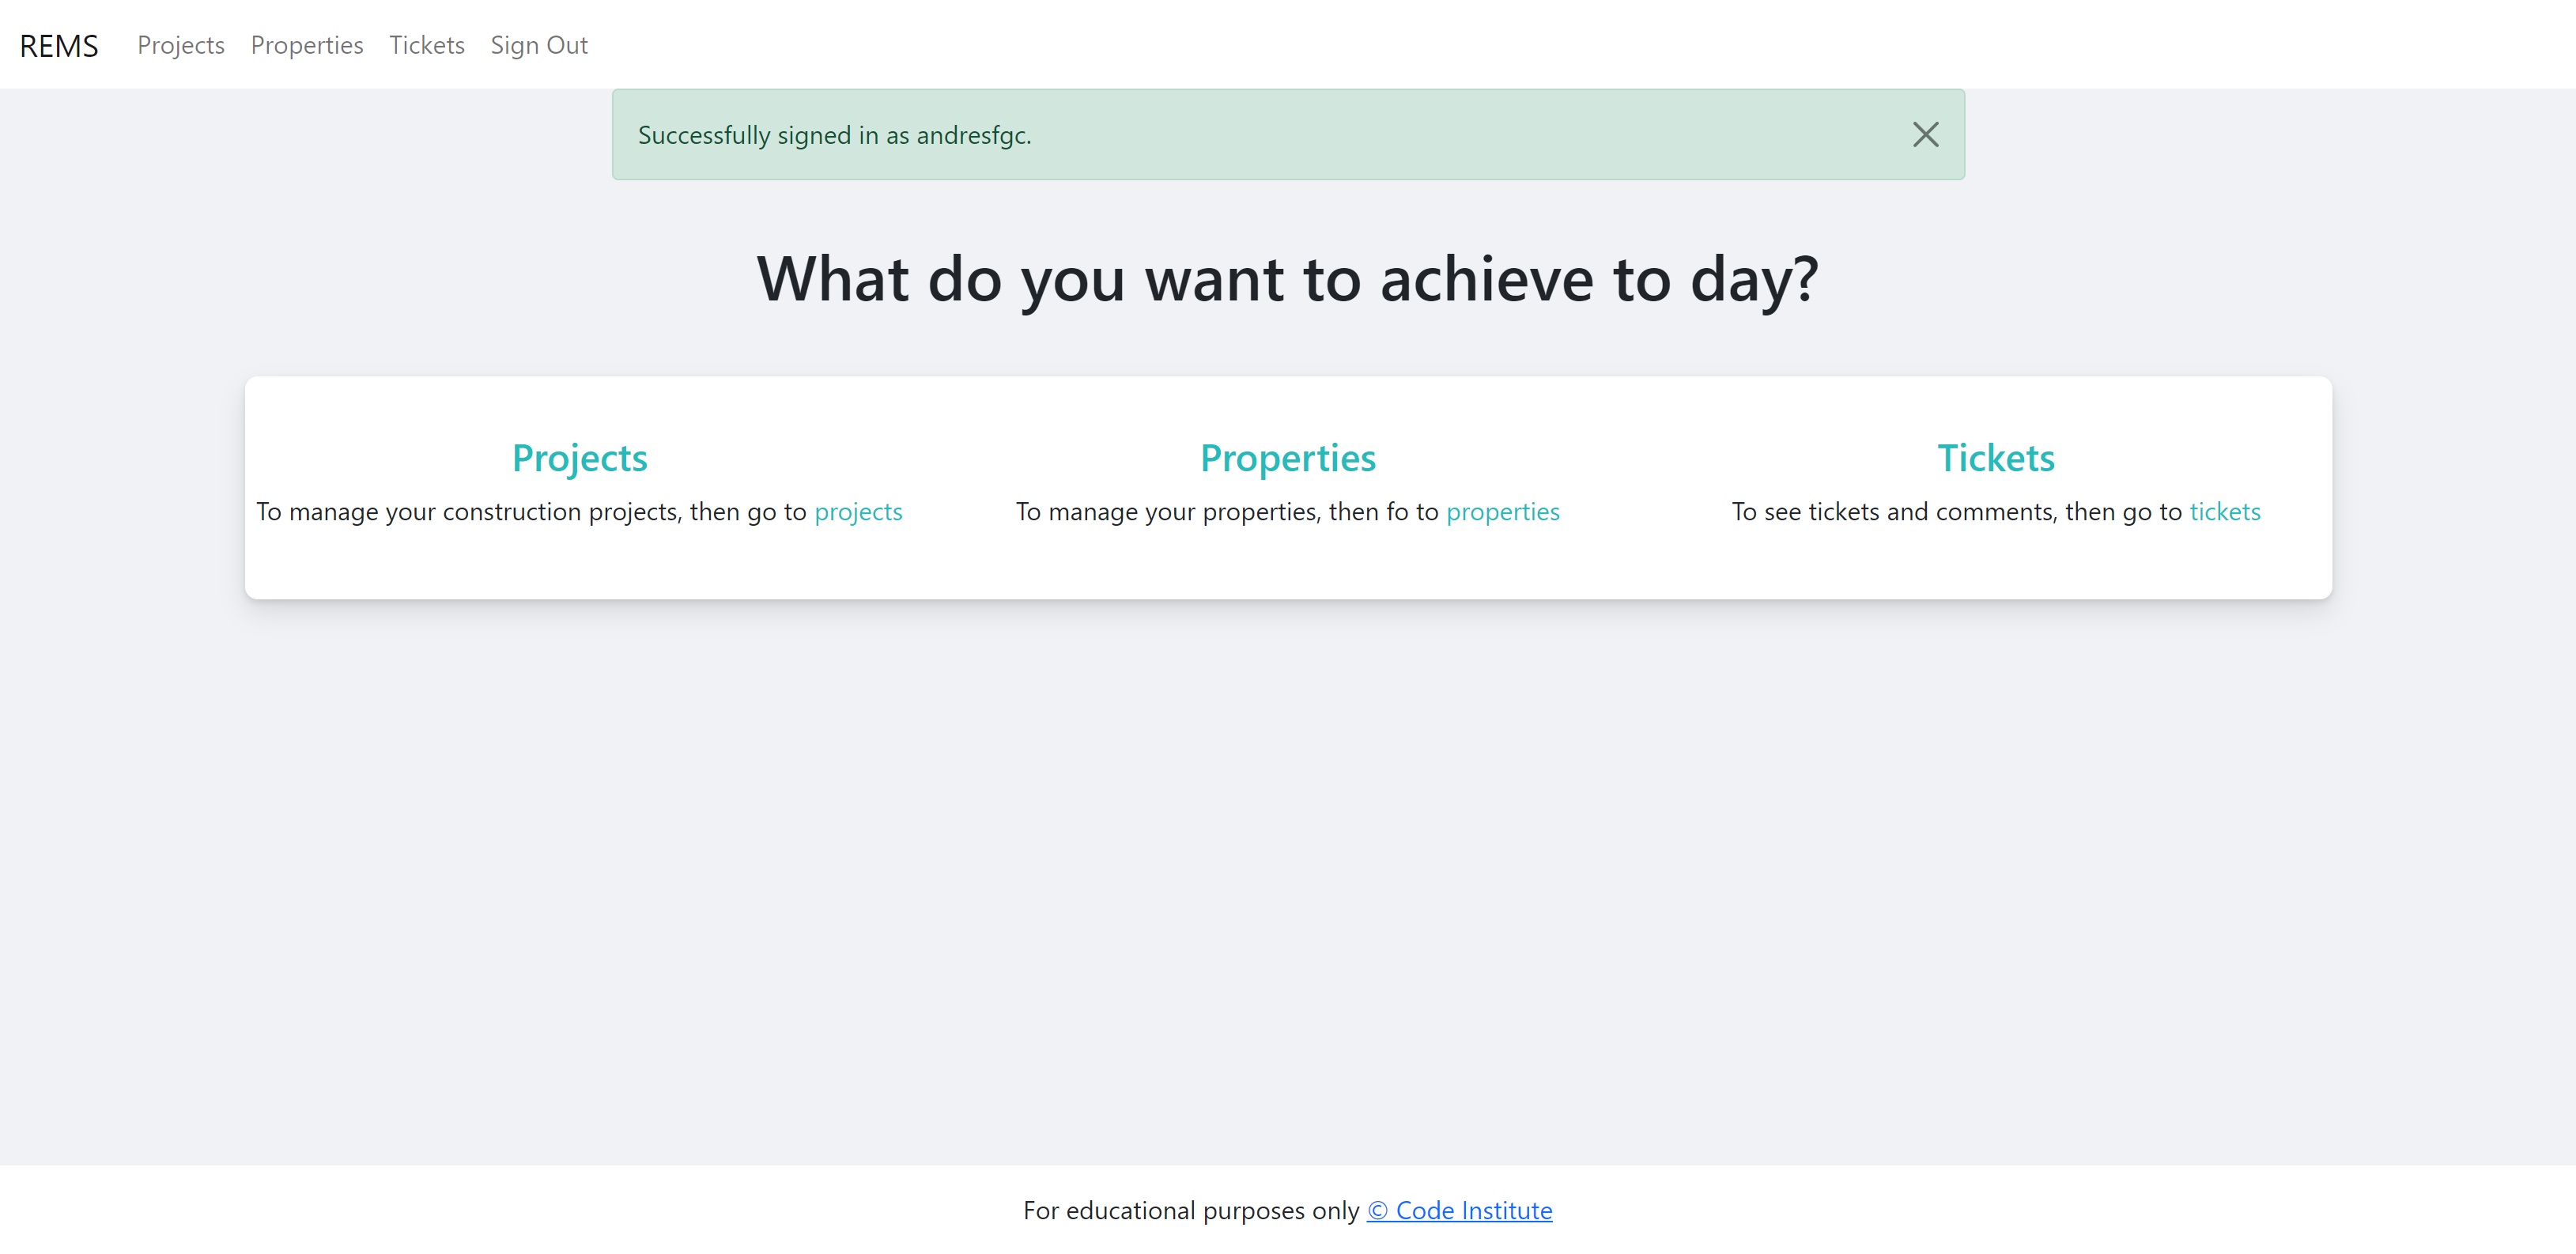 REMS Projects Properties Tickets Sign Out
Successfully signed in as andresfgc.
What do you want to achieve to day?
Projects
To manage your construction projects, then go to projects
Properties
To manage your properties, then fo to properties
Tickets
To see tickets and comments, then go to tickets
For educational purposes only © Code Institute